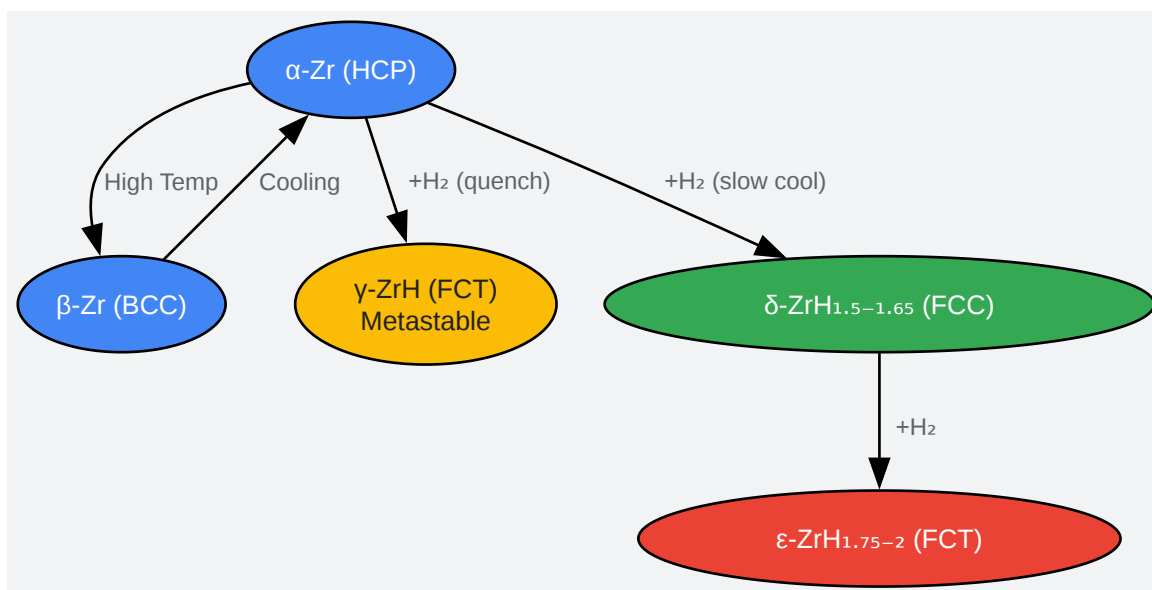 α-Zr (HCP)
High Temp
Cooling
+H₂ (quench)
+H₂ (slow cool)
β-Zr (BCC)
γ-ZrH (FCT)
Metastable
δ-ZrH₁.₅₋₁.₆₅ (FCC)
+H₂
ε-ZrH₁.₇₅₋₂ (FCT)